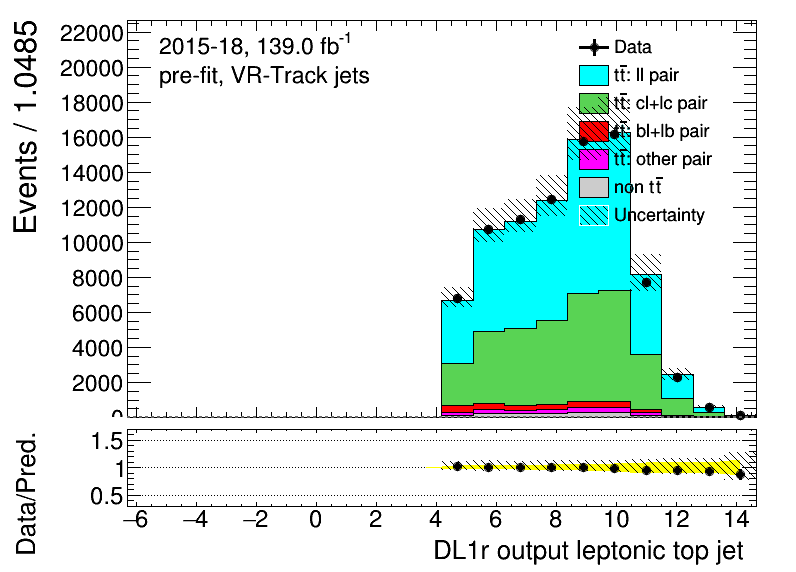 Events / 1.0485
22000
20000
18000
16000
14000
12000
10000
8000
6000
4000
2000
0
2015-18, 139.0 fb⁻¹
pre-fit, VR-Track jets
Data
tt̄: ll pair
tt̄: cl+lc pair
tt̄: bl+lb pair
tt̄: other pair
non tt̄
Uncertainty
Data/Pred.
1.5
1
0.5
−6 −4 −2 0 2 4 6 8 10 12 14
DL1r output leptonic top jet